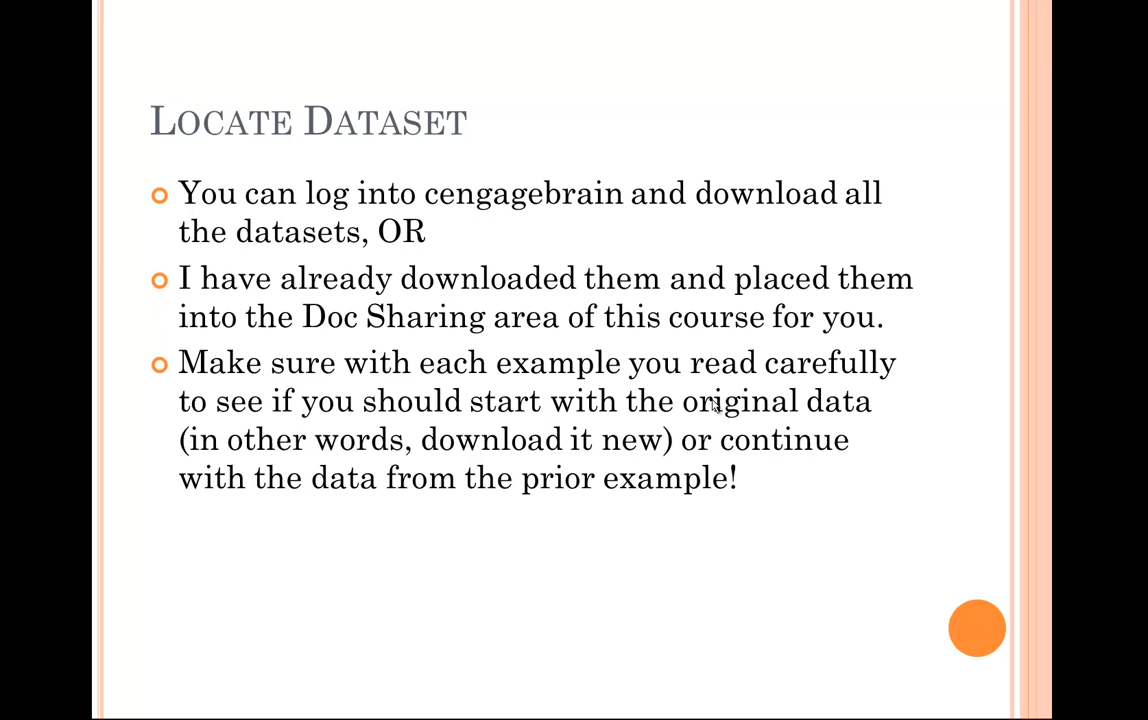 LOCATE DATASET
You can log into cengagebrain and download all
the datasets, OR
I have already downloaded them and placed them
into the Doc Sharing area of this course for you.
Make sure with each example you read carefully
to see if you should start with the original data
(in other words, download it new) or continue
with the data from the prior example!